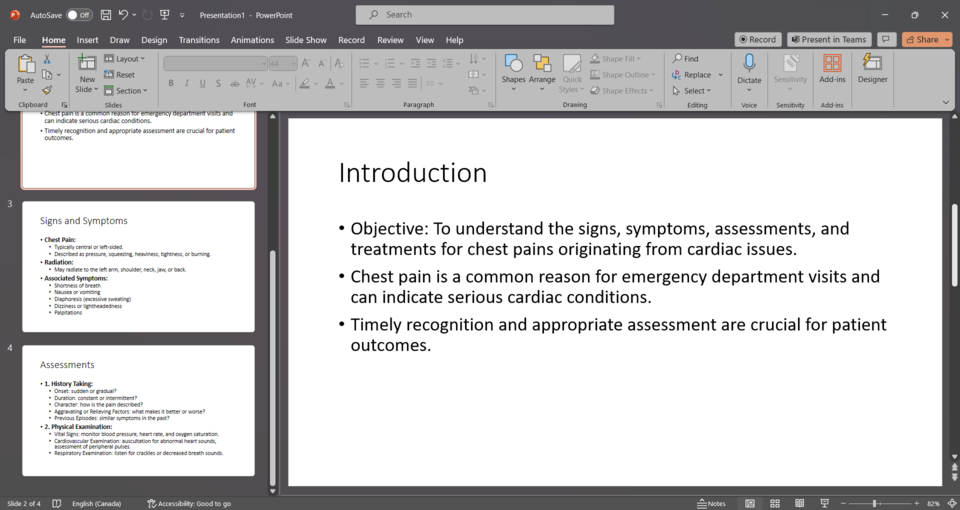 AutoSave Off Presentation1 - PowerPoint Search
File Home Insert Draw Design Transitions Animations Slide Show Record Review View Help Record Present in Teams Share
Paste
Clipboard
New
Slide
Layout
Reset
Section
Slides
44
B I U S ab AV Aa A
Font
Paragraph
Shapes Arrange Quick
Styles
Shape Fill
Shape Outline
Shape Effects
Drawing
Find
Replace
Select
Editing
Dictate
Voice
Sensitivity
Sensitivity
Add-ins
Add-ins
Designer
• Chest pain is a common reason for emergency department visits and
can indicate serious cardiac conditions.
• Timely recognition and appropriate assessment are crucial for patient
outcomes.
3
Signs and Symptoms
• Chest Pain:
• Typically central or left-sided.
• Described as pressure, squeezing, heaviness, tightness, or burning.
• Radiation:
• May radiate to the left arm, shoulder, neck, jaw, or back.
• Associated Symptoms:
• Shortness of breath
• Nausea or vomiting
• Diaphoresis (excessive sweating)
• Dizziness or lightheadedness
• Palpitations
4
Assessments
• 1. History Taking:
• Onset: sudden or gradual?
• Duration: constant or intermittent?
• Character: how is the pain described?
• Aggravating or Relieving Factors: what makes it better or worse?
• Previous Episodes: similar symptoms in the past?
• 2. Physical Examination:
• Vital Signs: monitor blood pressure, heart rate, and oxygen saturation.
• Cardiovascular Examination: auscultation for abnormal heart sounds,
assessment of peripheral pulses.
• Respiratory Examination: listen for crackles or decreased breath sounds.
Introduction
• Objective: To understand the signs, symptoms, assessments, and
treatments for chest pains originating from cardiac issues.
• Chest pain is a common reason for emergency department visits and
can indicate serious cardiac conditions.
• Timely recognition and appropriate assessment are crucial for patient
outcomes.
Slide 2 of 4 English (Canada) Accessibility: Good to go Notes 82%